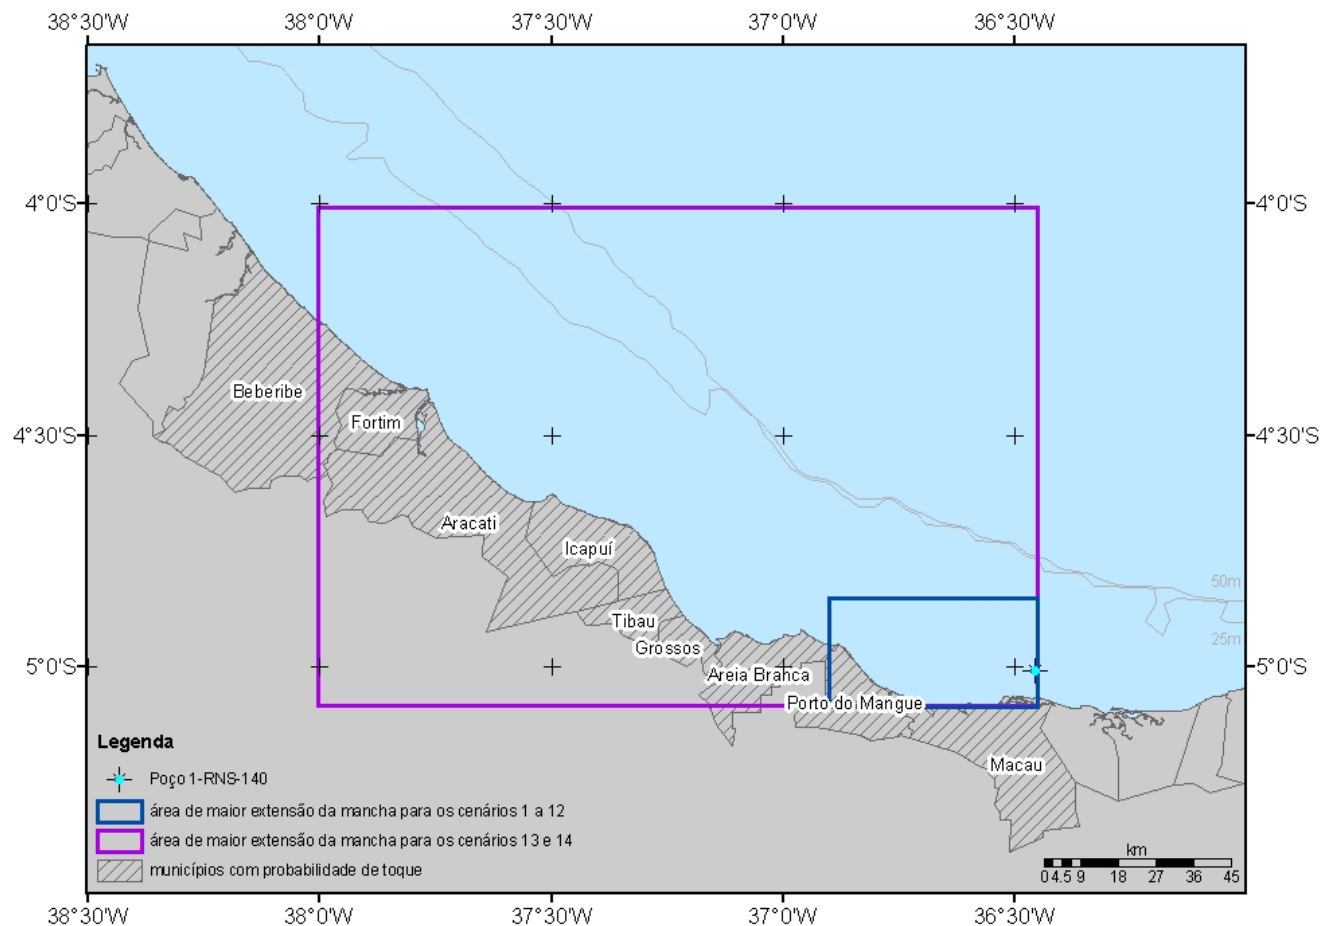 38°30'W 38°0'W 37°30'W 37°0'W 36°30'W
4°0'S 4°0'S
Beberibe
Fortim
4°30'S 4°30'S
Aracati
Icapuí
50m
Tibau
25m
Grossos
5°0'S 5°0'S
Areia Branca
Porto do Mangue
Legenda
Macau
Poço 1-RNS-140
área de maior extensão da mancha para os cenários 1 a 12
área de maior extensão da mancha para os cenários 13 e 14
km
municípios com probabilidade de toque
0 4.5 9 18 27 36 45
38°30'W 38°0'W 37°30'W 37°0'W 36°30'W